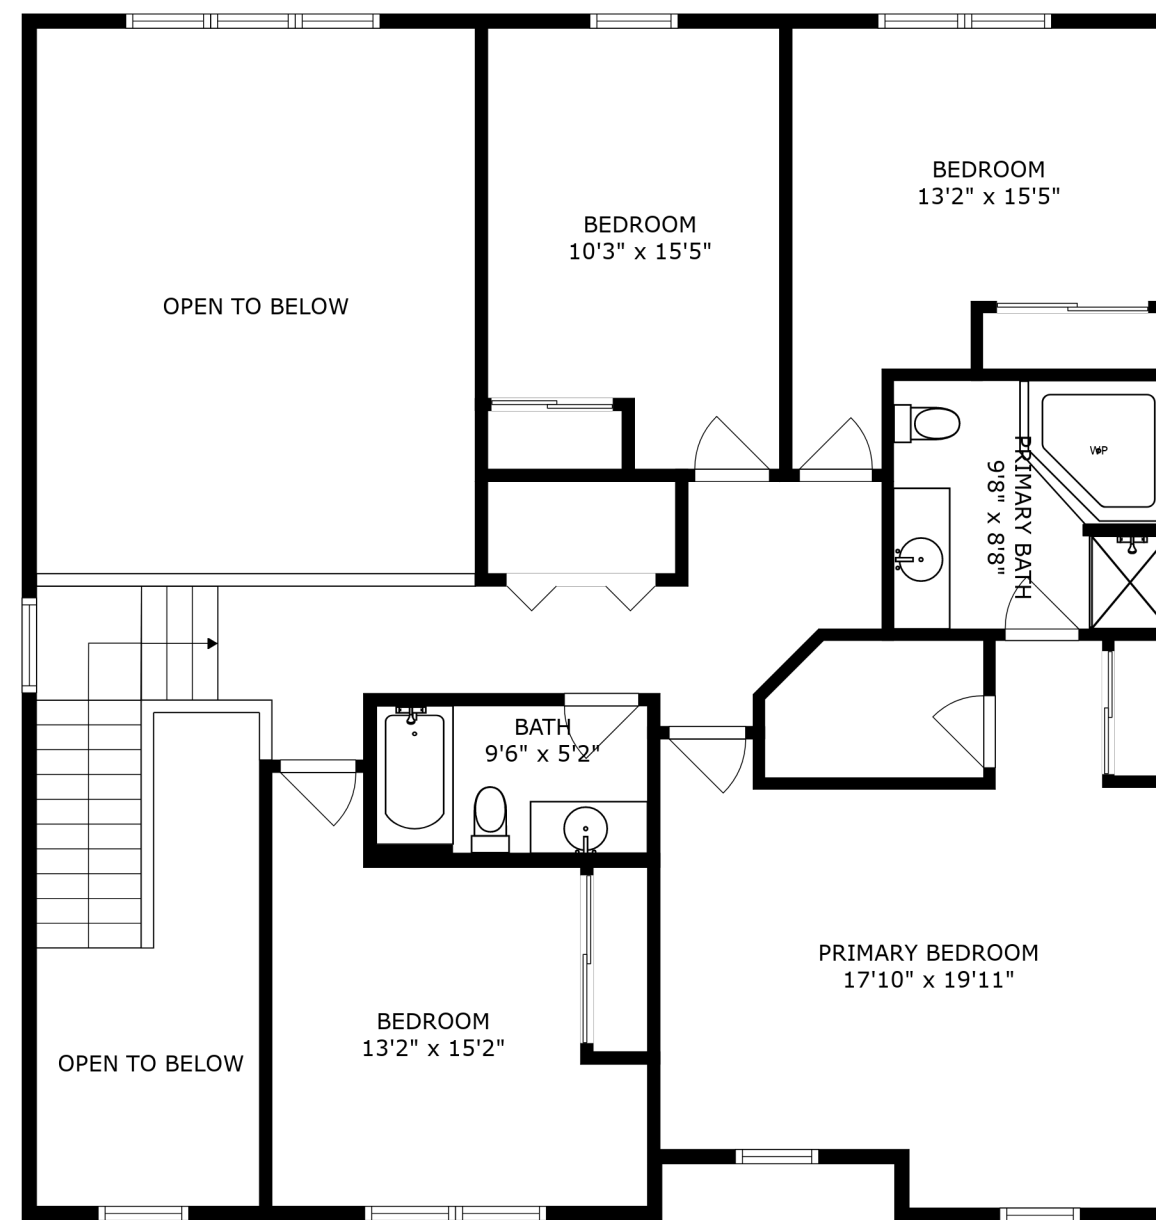 BEDROOM
13'2" x 15'5"
BEDROOM
10'3" x 15'5"
OPEN TO BELOW
PRIMARY BATH
9'8" x 8'8"
BATH
9'6" x 5'2"
PRIMARY BEDROOM
17'10" x 19'11"
BEDROOM
13'2" x 15'2"
OPEN TO BELOW